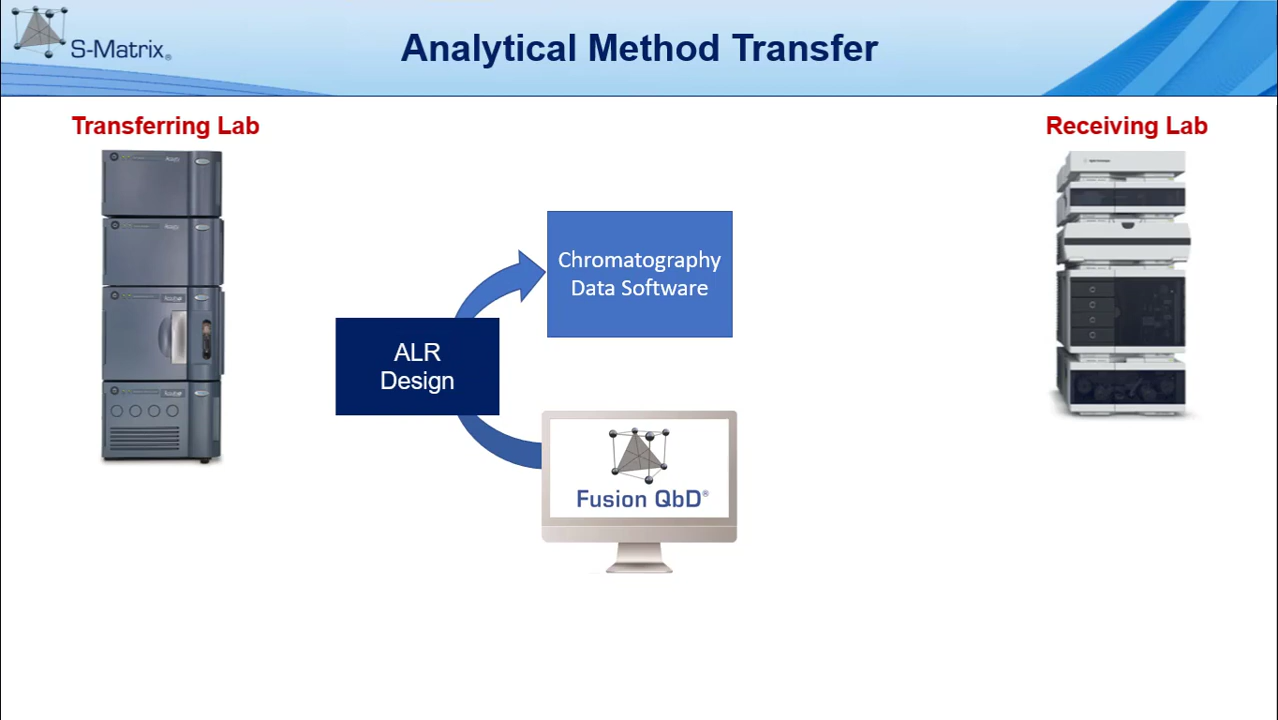 S-Matrix®
Analytical Method Transfer
Transferring Lab
Receiving Lab
Chromatography
Data Software
ALR
Design
Fusion QbD®